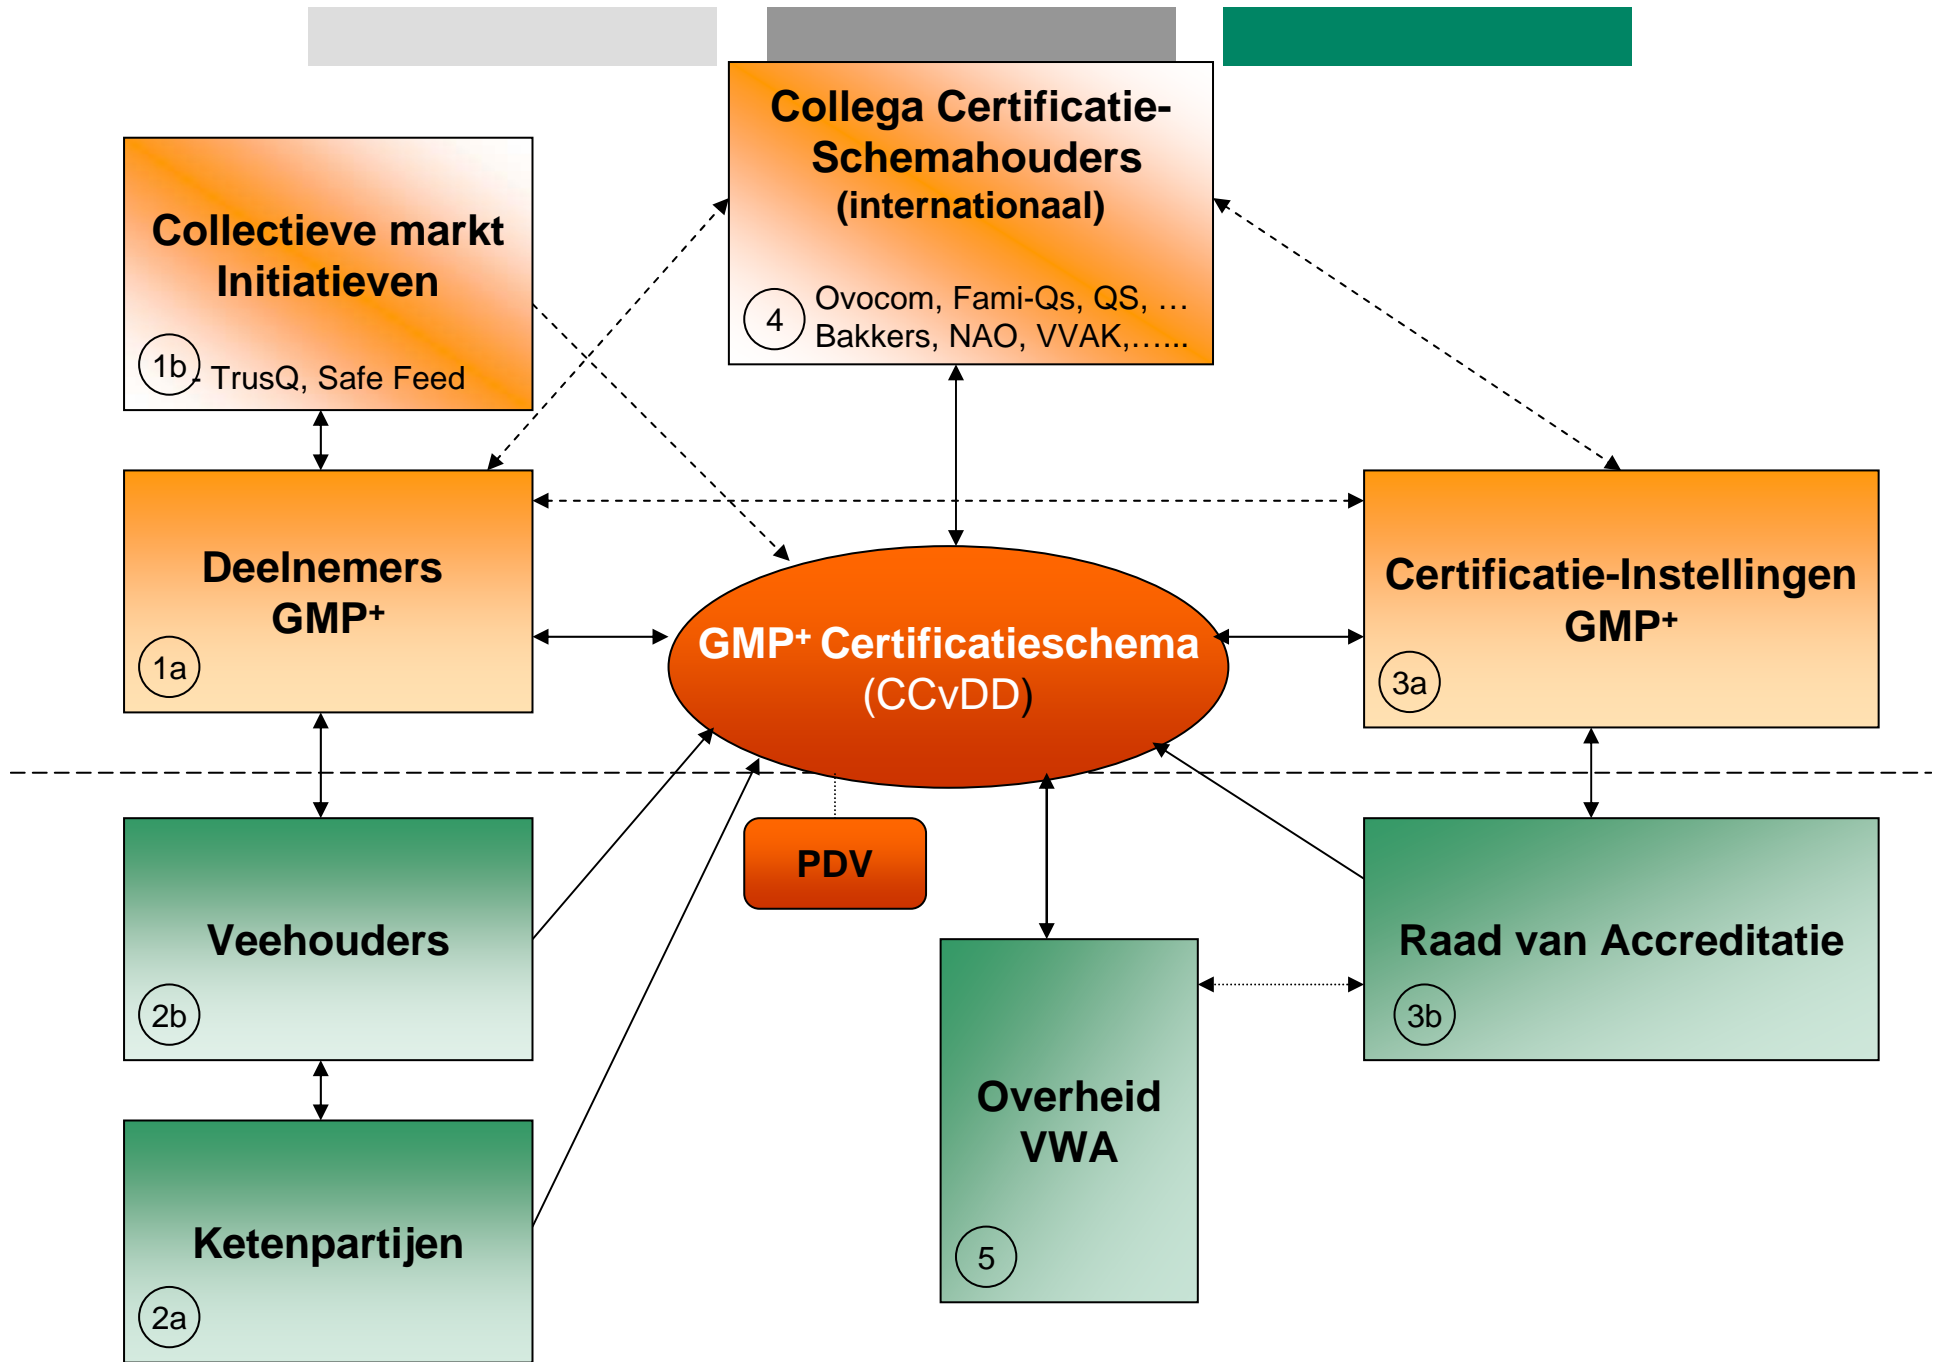 Collega Certificatie-
Schemahouders
(internationaal)
4
Ovocom, Fami-Qs, QS, …
Bakkers, NAO, VVAK,…...
Collectieve markt
Initiatieven
1b
- TrusQ, Safe Feed
Deelnemers
GMP⁺
1a
GMP⁺ Certificatieschema
(CCvDD)
Certificatie-Instellingen
GMP⁺
3a
PDV
Veehouders
2b
Raad van Accreditatie
3b
Overheid
VWA
5
Ketenpartijen
2a